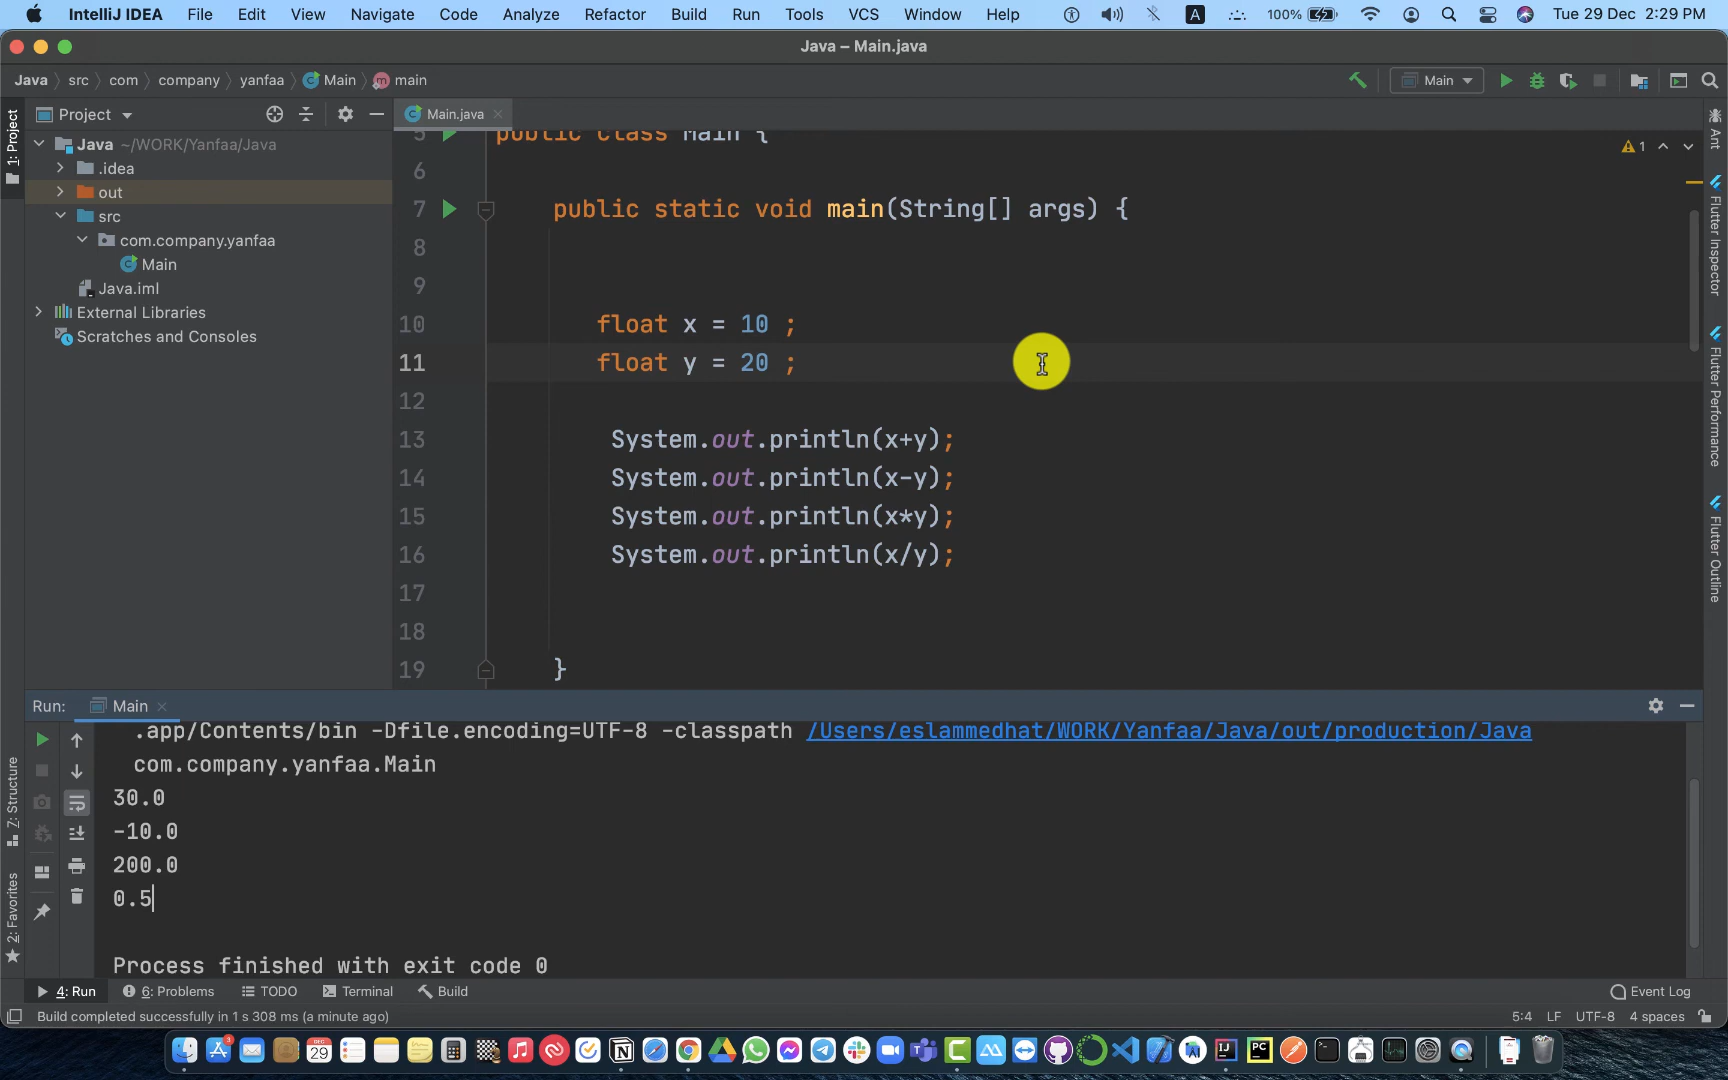 IntelliJ IDEA File Edit View Navigate Code Analyze Refactor Build Run Tools VCS Window Help A 100% Tue 29 Dec 2:29 PM
Java – Main.java
Java src com company yanfaa Main main
Main
1: Project
Project
Main.java
Java ~/WORK/Yanfaa/Java
.idea
out
src
com.company.yanfaa
Main
Java.iml
External Libraries
Scratches and Consoles
5 public class Main {
6
7 public static void main(String[] args) {
8
9
10 float x = 10 ;
11 float y = 20 ;
12
13 System.out.println(x+y);
14 System.out.println(x-y);
15 System.out.println(x*y);
16 System.out.println(x/y);
17
18
19 }
1
Ant
Flutter Inspector
Flutter Performance
Flutter Outline
Run: Main
.app/Contents/bin -Dfile.encoding=UTF-8 -classpath /Users/eslammedhat/WORK/Yanfaa/Java/out/production/Java
com.company.yanfaa.Main
30.0
-10.0
200.0
0.5
Process finished with exit code 0
Z: Structure
2: Favorites
4: Run 6: Problems TODO Terminal Build Event Log
Build completed successfully in 1 s 308 ms (a minute ago) 5:4 LF UTF-8 4 spaces